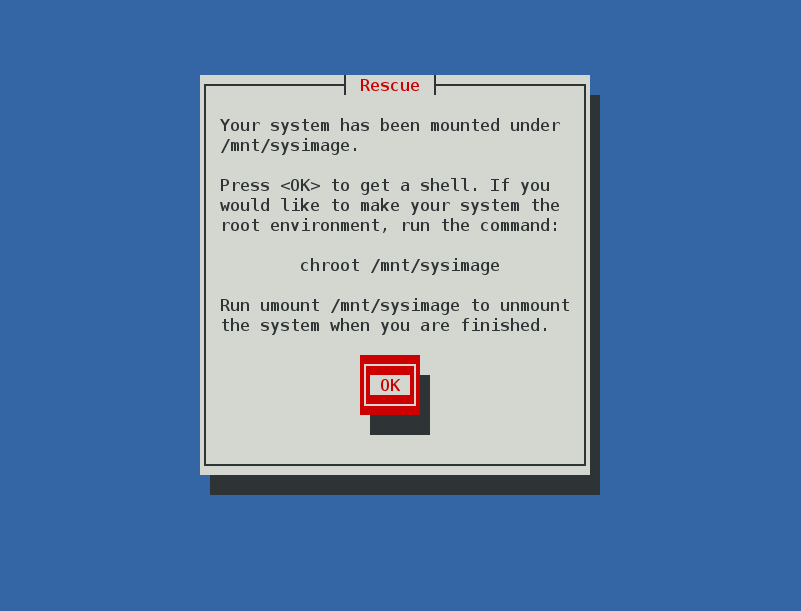 Rescue
Your system has been mounted under
/mnt/sysimage.
Press <OK> to get a shell. If you
would like to make your system the
root environment, run the command:
chroot /mnt/sysimage
Run umount /mnt/sysimage to unmount
the system when you are finished.
OK